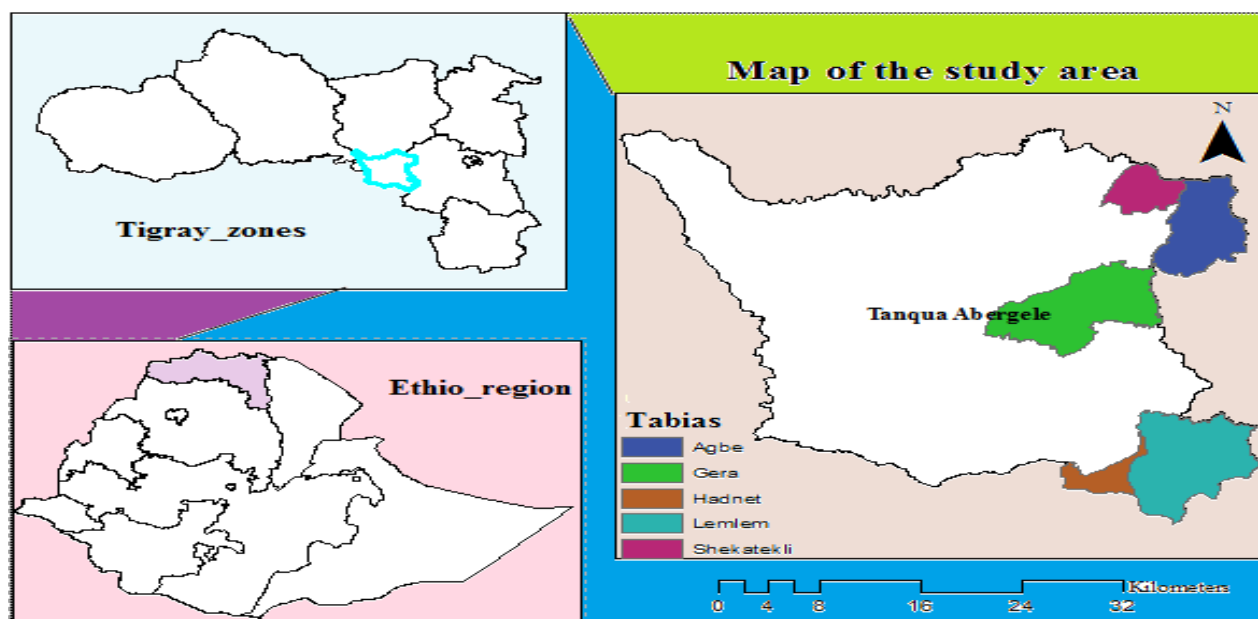 Map of the study area
N
Tigray_zones
Tanqua Abergele
Ethio_region
Tabias
Agbe
Gera
Hadnet
Lemlem
Shekatekli
Kilometers
0 4 8 16 24 32